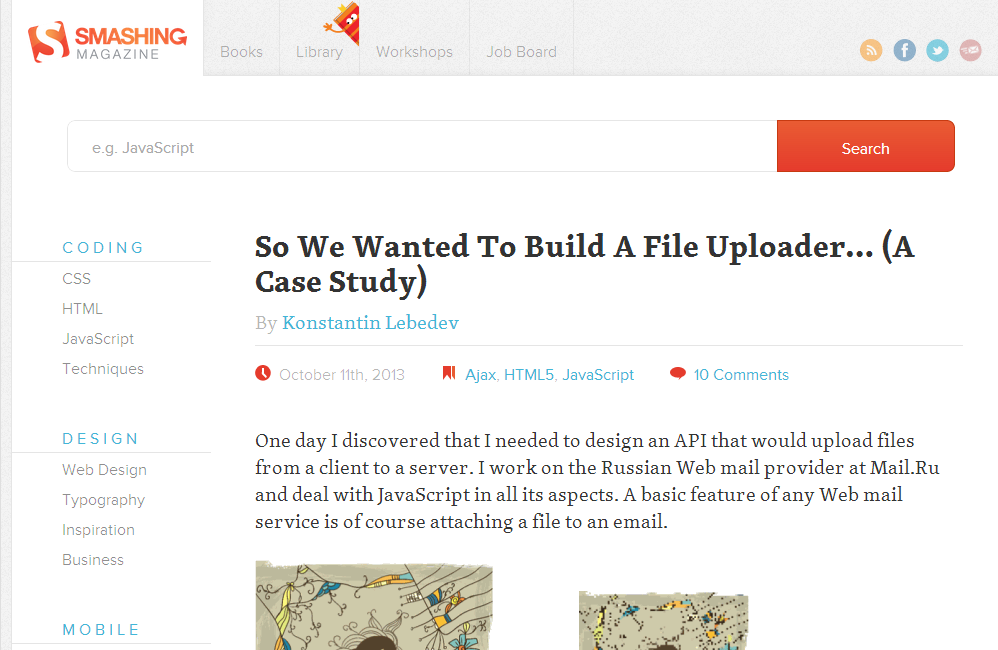 SMASHING
MAGAZINE
Books
Library
Workshops
Job Board
e.g. JavaScript
Search
CODING
CSS
HTML
JavaScript
Techniques
DESIGN
Web Design
Typography
Inspiration
Business
MOBILE
So We Wanted To Build A File Uploader... (A
Case Study)
By Konstantin Lebedev
October 11th, 2013
Ajax, HTML5, JavaScript
10 Comments
One day I discovered that I needed to design an API that would upload files
from a client to a server. I work on the Russian Web mail provider at Mail.Ru
and deal with JavaScript in all its aspects. A basic feature of any Web mail
service is of course attaching a file to an email.